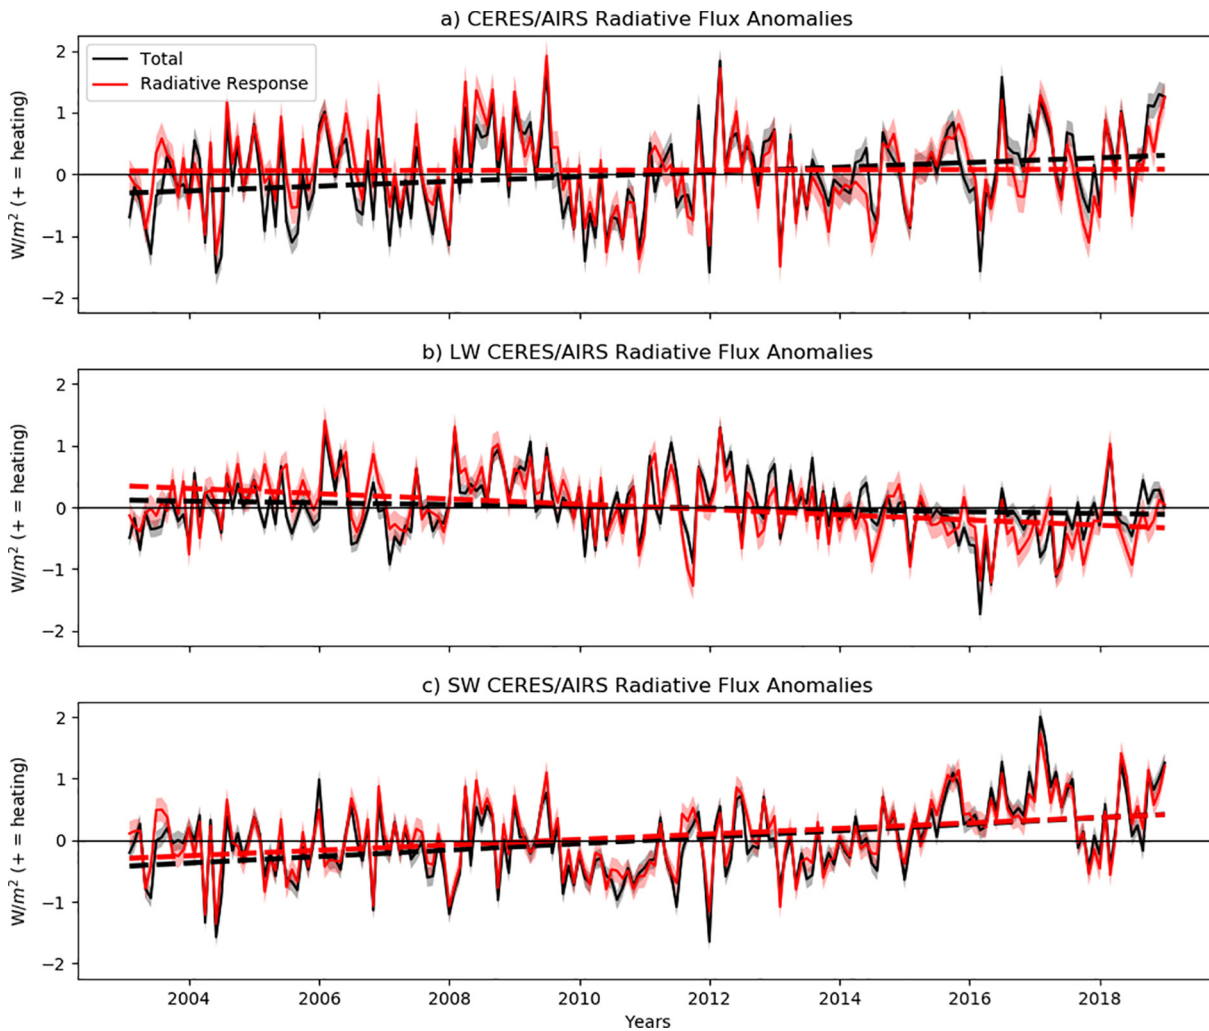 a) CERES/AIRS Radiative Flux Anomalies
Total
Radiative Response
W/m² (+ = heating)
2
1
0
−1
−2
b) LW CERES/AIRS Radiative Flux Anomalies
W/m² (+ = heating)
2
1
0
−1
−2
c) SW CERES/AIRS Radiative Flux Anomalies
W/m² (+ = heating)
2
1
0
−1
−2
2004 2006 2008 2010 2012 2014 2016 2018
Years